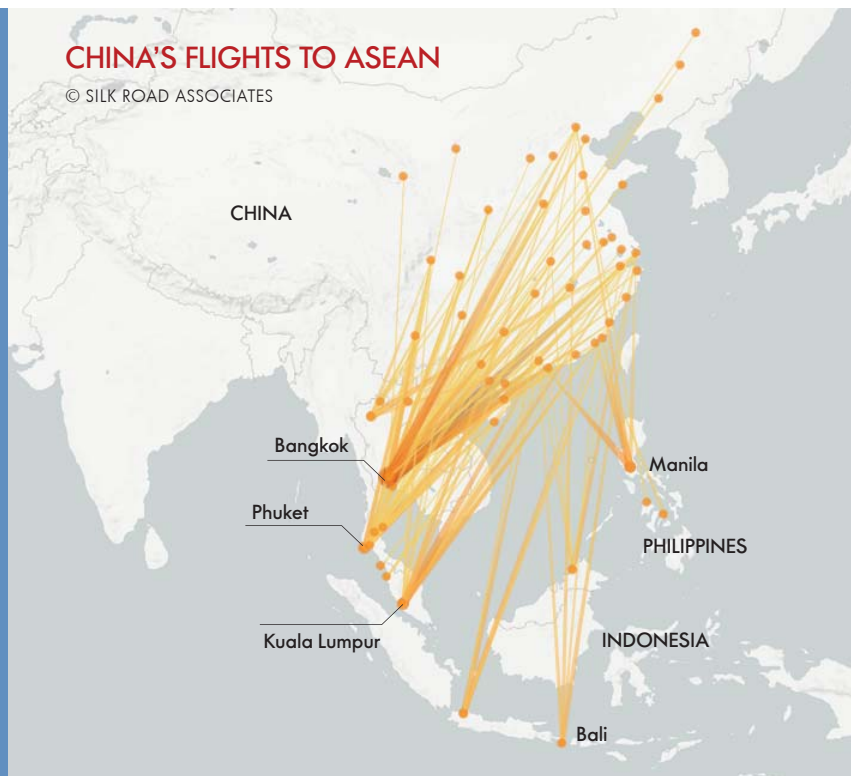 CHINA'S FLIGHTS TO ASEAN
© SILK ROAD ASSOCIATES
CHINA
Bangkok
Manila
Phuket
PHILIPPINES
Kuala Lumpur
INDONESIA
Bali